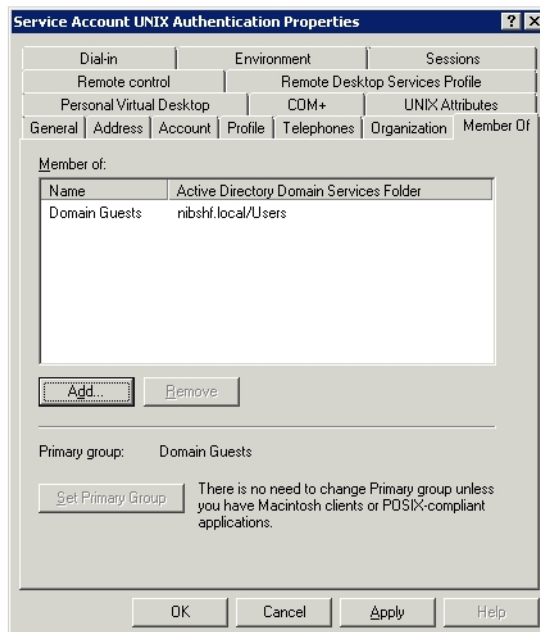 Service Account UNIX Authentication Properties
Dial-in Environment Sessions
Remote control Remote Desktop Services Profile
Personal Virtual Desktop COM+ UNIX Attributes
General Address Account Profile Telephones Organization Member Of
Member of:
Name Active Directory Domain Services Folder
Domain Guests nibshf.local/Users
Add... Remove
Primary group: Domain Guests
Set Primary Group
There is no need to change Primary group unless
you have Macintosh clients or POSIX-compliant
applications.
OK Cancel Apply Help